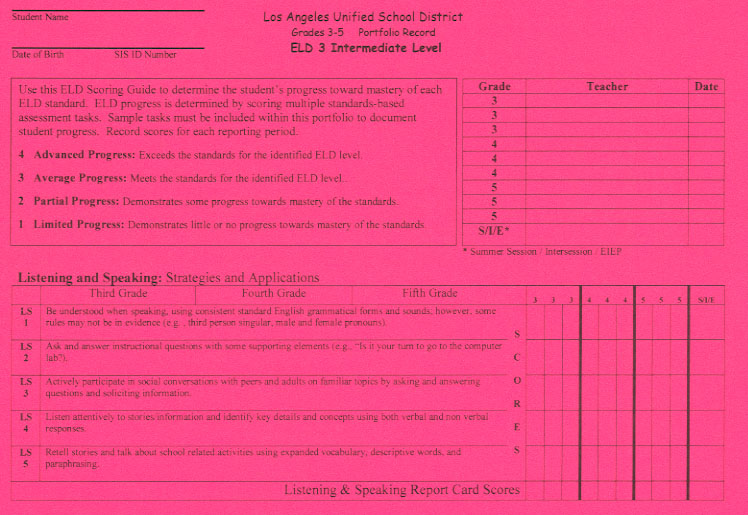 Student Name
Los Angeles Unified School District
Grades 3-5 Portfolio Record
ELD 3 Intermediate Level
Date of Birth SIS ID Number
Use this ELD Scoring Guide to determine the student's progress toward mastery of each
ELD standard. ELD progress is determined by scoring multiple standards-based
assessment tasks. Sample tasks must be included within this portfolio to document
student progress. Record scores for each reporting period.
4 Advanced Progress: Exceeds the standards for the identified ELD level.
3 Average Progress: Meets the standards for the identified ELD level.
2 Partial Progress: Demonstrates some progress towards mastery of the standards.
1 Limited Progress: Demonstrates little or no progress towards mastery of the standards.
Grade Teacher Date
3
3
3
4
4
4
5
5
5
S/I/E*
* Summer Session / Intersession / EIEP
Listening and Speaking: Strategies and Applications
Third Grade Fourth Grade Fifth Grade
3 3 3 4 4 4 5 5 5 S/I/E
LS 1 Be understood when speaking, using consistent standard English grammatical forms and sounds; however, some
rules may not be in evidence (e.g., third person singular, male and female pronouns).
LS 2 Ask and answer instructional questions with some supporting elements (e.g., "Is it your turn to go to the computer
lab?").
LS 3 Actively participate in social conversations with peers and adults on familiar topics by asking and answering
questions and soliciting information.
LS 4 Listen attentively to stories/information and identify key details and concepts using both verbal and non verbal
responses.
LS 5 Retell stories and talk about school related activities using expanded vocabulary, descriptive words, and
paraphrasing.
S
C
O
R
E
S
Listening & Speaking Report Card Scores